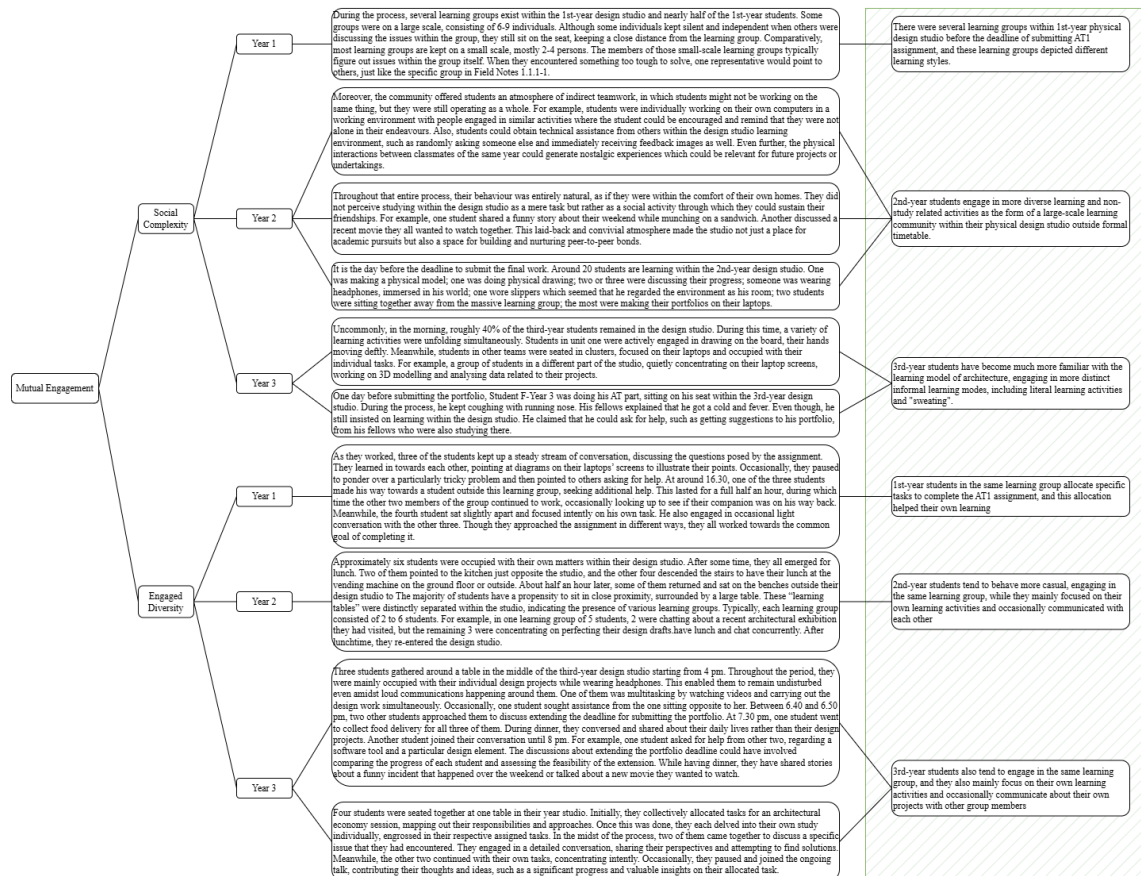 During the process, several learning groups exist within the 1st-year design studio and nearly half of the 1st-year students. Some
groups were on a large scale, consisting of 6-9 individuals. Although some individuals kept silent and independent when others were
discussing the issues within the group, they still sit on the seat, keeping a close distance from the learning group. Comparatively,
most learning groups are kept on a small scale, mostly 2-4 persons. The members of those small-scale learning groups typically
figure out issues within the group itself. When they encountered something too tough to solve, one representative would point to
others, just like the specific group in Field Notes 1.1.1-1.
Year 1
There were several learning groups within 1st-year physical
design studio before the deadline of submitting AT1
assignment, and these learning groups depicted different
learning styles.
Moreover, the community offered students an atmosphere of indirect teamwork, in which students might not be working on the
same thing, but they were still operating as a whole. For example, students were individually working on their own computers in a
working environment with people engaged in similar activities where the student could be encouraged and remind that they were not
alone in their endeavours. Also, students could obtain technical assistance from others within the design studio learning
environment, such as randomly asking someone else and immediately receiving feedback images as well. Even further, the physical
interactions between classmates of the same year could generate nostalgic experiences which could be relevant for future projects or
undertakings.
Social
Complexity
Year 2
Throughout that entire process, their behaviour was entirely natural, as if they were within the comfort of their own homes. They did
not perceive studying within the design studio as a mere task but rather as a social activity through which they could sustain their
friendships. For example, one student shared a funny story about their weekend while munching on a sandwich. Another discussed a
recent movie they all wanted to watch together. This laid-back and convivial atmosphere made the studio not just a place for
academic pursuits but also a space for building and nurturing peer-to-peer bonds.
2nd-year students engage in more diverse learning and non-
study related activities as the form of a large-scale learning
community within their physical design studio outside formal
timetable.
It is the day before the deadline to submit the final work. Around 20 students are learning within the 2nd-year design studio. One
was making a physical model; one was doing physical drawing; two or three were discussing their progress; someone was wearing
headphones, immersed in his world; one wore slippers which seemed that he regarded the environment as his room; two students
were sitting together away from the massive learning group; the most were making their portfolios on their laptops.
Uncommonly, in the morning, roughly 40% of the third-year students remained in the design studio. During this time, a variety of
learning activities were unfolding simultaneously. Students in unit one were actively engaged in drawing on the board, their hands
moving deftly. Meanwhile, students in other teams were seated in clusters, focused on their laptops and occupied with their
individual tasks. For example, a group of students in a different part of the studio, quietly concentrating on their laptop screens,
working on 3D modelling and analysing data related to their projects.
Year 3
3rd-year students have become much more familiar with the
learning model of architecture, engaging in more distinct
informal learning modes, including literal learning activities
and "sweating".
Mutual Engagement
One day before submitting the portfolio, Student F-Year 3 was doing his AT part, sitting on his seat within the 3rd-year design
studio. During the process, he kept coughing with running nose. His fellows explained that he got a cold and fever. Even though, he
still insisted on learning within the design studio. He claimed that he could ask for help, such as getting suggestions to his portfolio,
from his fellows who were also studying there.
As they worked, three of the students kept up a steady stream of conversation, discussing the questions posed by the assignment.
They learned in towards each other, pointing at diagrams on their laptops' screens to illustrate their points. Occasionally, they paused
to ponder over a particularly tricky problem and then pointed to others asking for help. At around 16.30, one of the three students
made his way towards a student outside this learning group, seeking additional help. This lasted for a full half an hour, during which
time the other two members of the group continued to work, occasionally looking up to see if their companion was on his way back.
Meanwhile, the fourth student sat slightly apart and focused intently on his own task. He also engaged in occasional light
conversation with the other three. Though they approached the assignment in different ways, they all worked towards the common
goal of completing it.
Year 1
1st-year students in the same learning group allocate specific
tasks to complete the AT1 assignment, and this allocation
helped their own learning
Approximately six students were occupied with their own matters within their design studio. After some time, they all emerged for
lunch. Two of them pointed to the kitchen just opposite the studio, and the other four descended the stairs to have their lunch at the
vending machine on the ground floor or outside. About half an hour later, some of them returned and sat on the benches outside their
design studio to The majority of students have a propensity to sit in close proximity, surrounded by a large table. These "learning
tables" were distinctly separated within the studio, indicating the presence of various learning groups. Typically, each learning group
consisted of 2 to 6 students. For example, in one learning group of 5 students, 2 were chatting about a recent architectural exhibition
they had visited, but the remaining 3 were concentrating on perfecting their design drafts.have lunch and chat concurrently. After
lunchtime, they re-entered the design studio.
Engaged
Diversity
Year 2
2nd-year students tend to behave more casual, engaging in
the same learning group, while they mainly focused on their
own learning activities and occasionally communicated with
each other
Three students gathered around a table in the middle of the third-year design studio starting from 4 pm. Throughout the period, they
were mainly occupied with their individual design projects while wearing headphones. This enabled them to remain undisturbed
even amidst loud communications happening around them. One of them was multitasking by watching videos and carrying out the
design work simultaneously. Occasionally, one student sought assistance from the one sitting opposite to her. Between 6.40 and 6.50
pm, two other students approached them to discuss extending the deadline for submitting the portfolio. At 7.30 pm, one student went
to collect food delivery for all three of them. During dinner, they conversed and shared about their daily lives rather than their design
projects. Another student joined their conversation until 8 pm. For example, one student asked for help from other two, regarding a
software tool and a particular design element. The discussions about extending the portfolio deadline could have involved
comparing the progress of each student and assessing the feasibility of the extension. While having dinner, they have shared stories
about a funny incident that happened over the weekend or talked about a new movie they wanted to watch.
Year 3
3rd-year students also tend to engage in the same learning
group, and they also mainly focus on their own learning
activities and occasionally communicate about their own
projects with other group members
Four students were seated together at one table in their year studio. Initially, they collectively allocated tasks for an architectural
economy session, mapping out their responsibilities and approaches. Once this was done, they each delved into their own study
individually, engrossed in their respective assigned tasks. In the midst of the process, two of them came together to discuss a specific
issue that they had encountered. They engaged in a detailed conversation, sharing their perspectives and attempting to find solutions.
Meanwhile, the other two continued with their own tasks, concentrating intently. Occasionally, they paused and joined the ongoing
talk, contributing their thoughts and ideas, such as a significant progress and valuable insights on their allocated task.